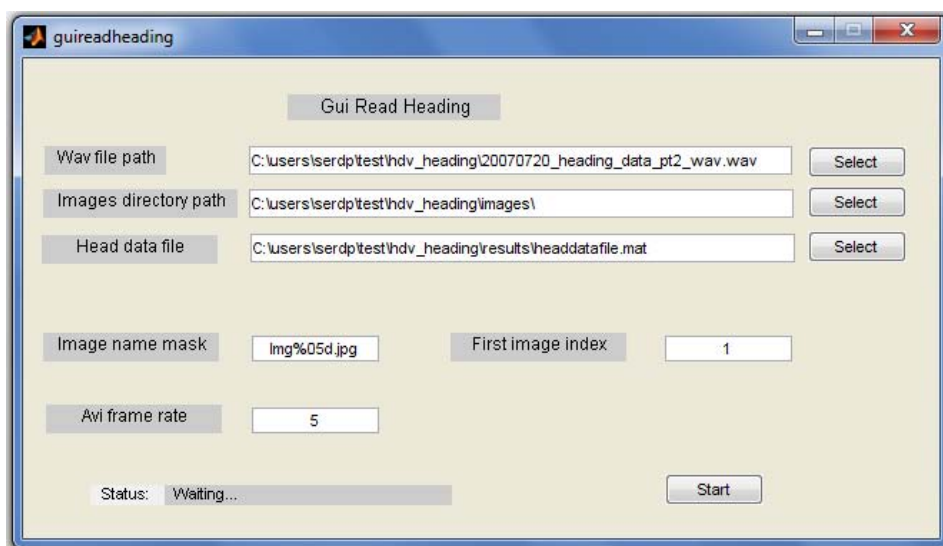 guireadheading
Gui Read Heading
Wav file path C:\users\serdp\test\hdv_heading\20070720_heading_data_pt2_wav.wav Select
Images directory path C:\users\serdp\test\hdv_heading\images\ Select
Head data file C:\users\serdp\test\hdv_heading\results\headdatafile.mat Select
Image name mask Img%05d.jpg First image index 1
Avi frame rate 5
Status: Waiting... Start